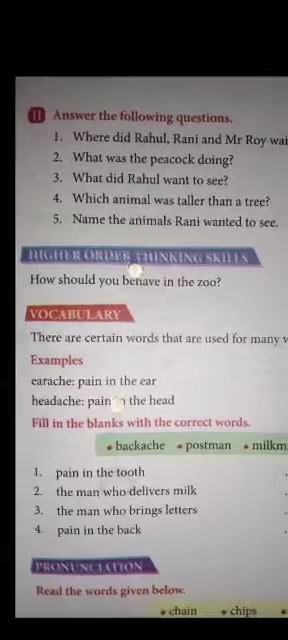 II Answer the following questions.
1. Where did Rahul, Rani and Mr Roy wai
2. What was the peacock doing?
3. What did Rahul want to see?
4. Which animal was taller than a tree?
5. Name the animals Rani wanted to see.
HIGHER ORDER THINKING SKILLS
How should you behave in the zoo?
VOCABULARY
There are certain words that are used for many w
Examples
earache: pain in the ear
headache: pain in the head
Fill in the blanks with the correct words.
• backache • postman • milkm
1. pain in the tooth
2. the man who delivers milk
3. the man who brings letters
4. pain in the back
PRONUNCIATION
Read the words given below.
• chain • chips •